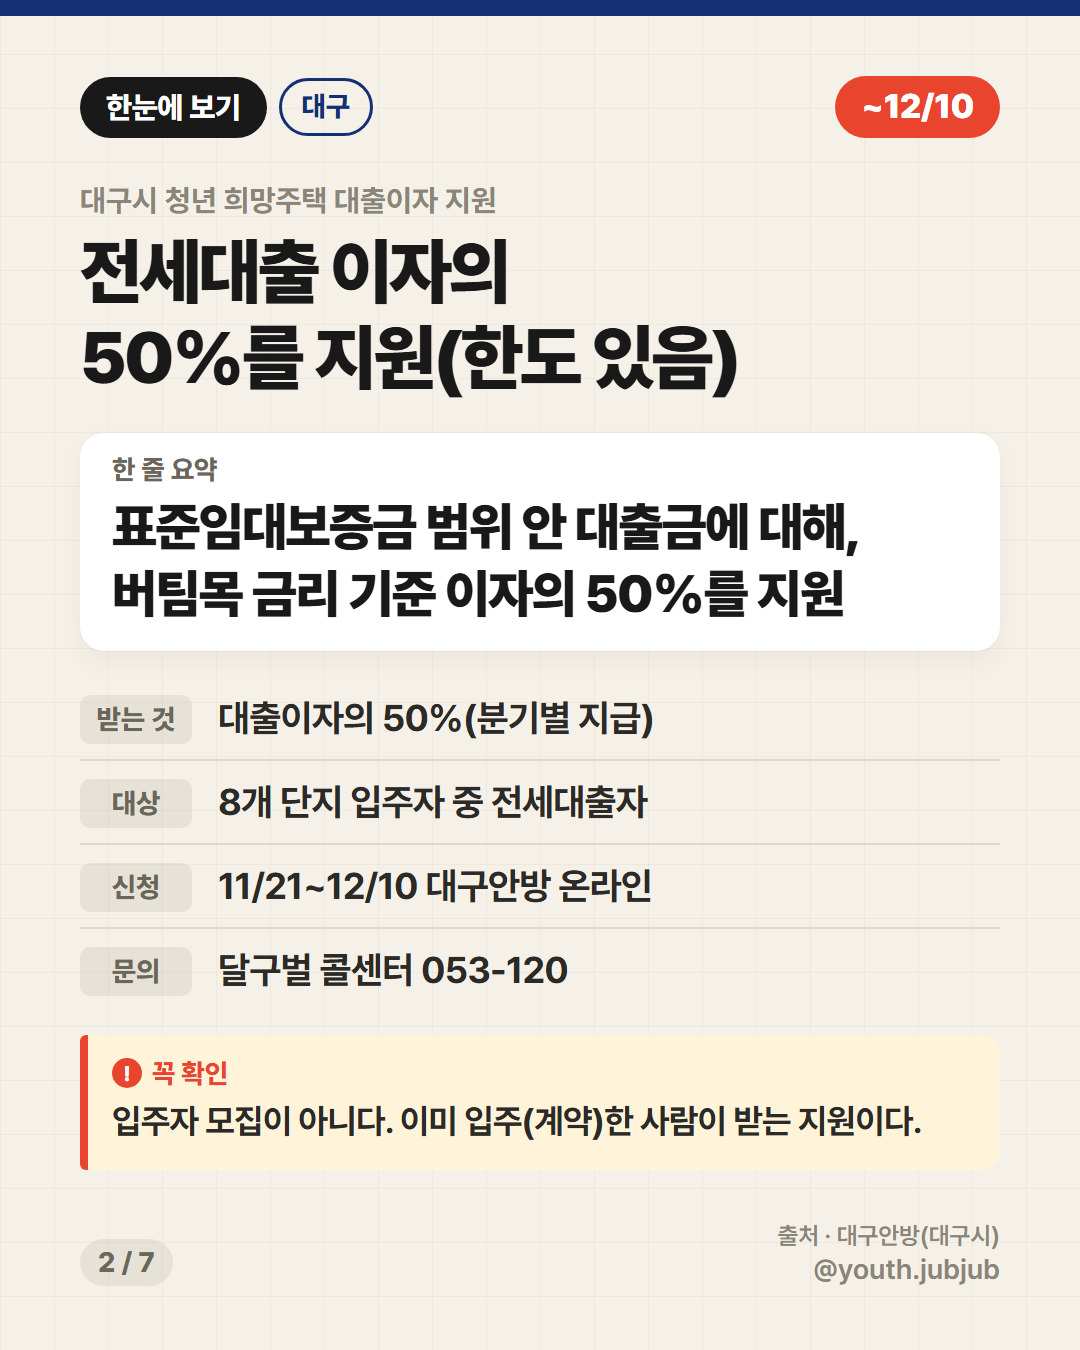 한눈에 보기
대구
~12/10
대구시 청년 희망주택 대출이자 지원
전세대출 이자의
50%를 지원(한도 있음)
한 줄 요약
표준임대보증금 범위 안 대출금에 대해,
버팀목 금리 기준 이자의 50%를 지원
받는 것 대출이자의 50%(분기별 지급)
대상 8개 단지 입주자 중 전세대출자
신청 11/21~12/10 대구안방 온라인
문의 달구벌 콜센터 053-120
! 꼭 확인
입주자 모집이 아니다. 이미 입주(계약)한 사람이 받는 지원이다.
2 / 7
출처 · 대구안방(대구시)
@youth.jubjub